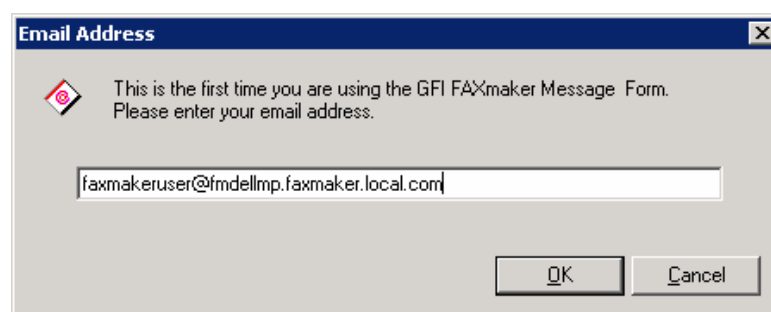 Email Address
This is the first time you are using the GFI FAXmaker Message Form.
Please enter your email address.
faxmakeruser@fmdellmp.faxmaker.local.com
OK
Cancel